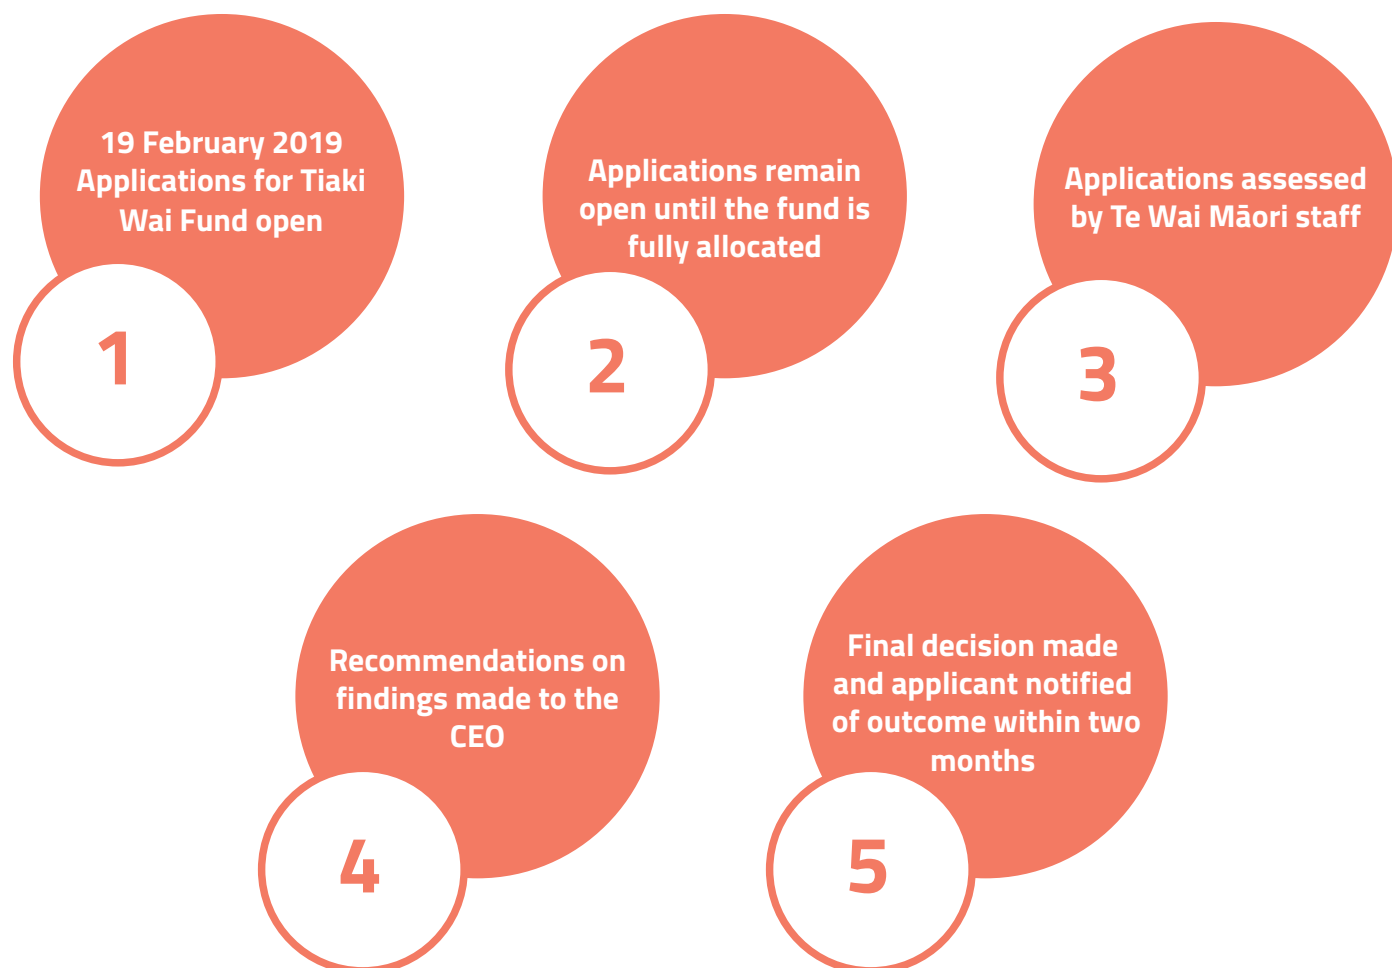 19 February 2019
Applications for Tiaki
Wai Fund open
1
Applications remain
open until the fund is
fully allocated
2
Applications assessed
by Te Wai Māori staff
3
Recommendations on
findings made to the
CEO
4
Final decision made
and applicant notified
of outcome within two
months
5